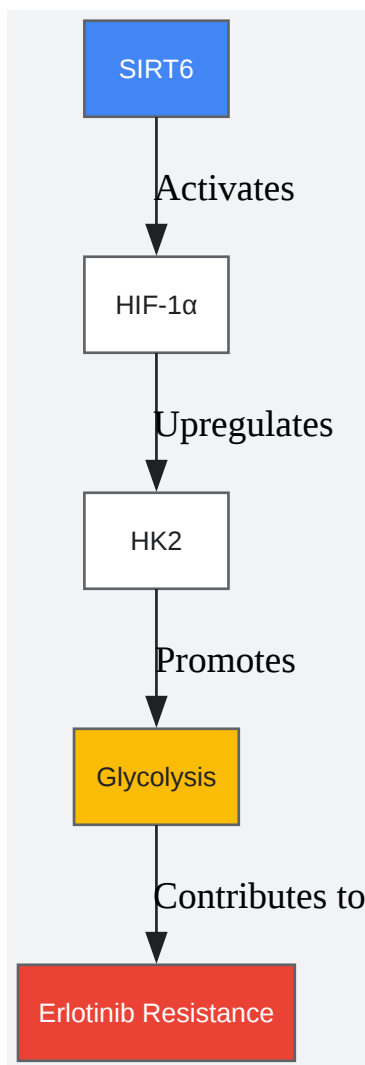 SIRT6
Activates
HIF-1α
Upregulates
HK2
Promotes
Glycolysis
Contributes to
Erlotinib Resistance